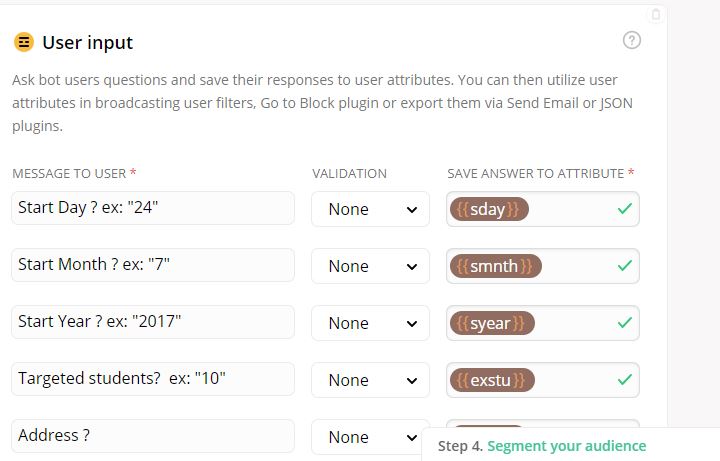 User input
Ask bot users questions and save their responses to user attributes. You can then utilize user
attributes in broadcasting user filters, Go to Block plugin or export them via Send Email or JSON
plugins.
MESSAGE TO USER * VALIDATION SAVE ANSWER TO ATTRIBUTE *
Start Day ? ex: "24" None {{sday}}
Start Month ? ex: "7" None {{smnth}}
Start Year ? ex: "2017" None {{syear}}
Targeted students?  ex: "10" None {{exstu}}
Address ? None
Step 4. Segment your audience